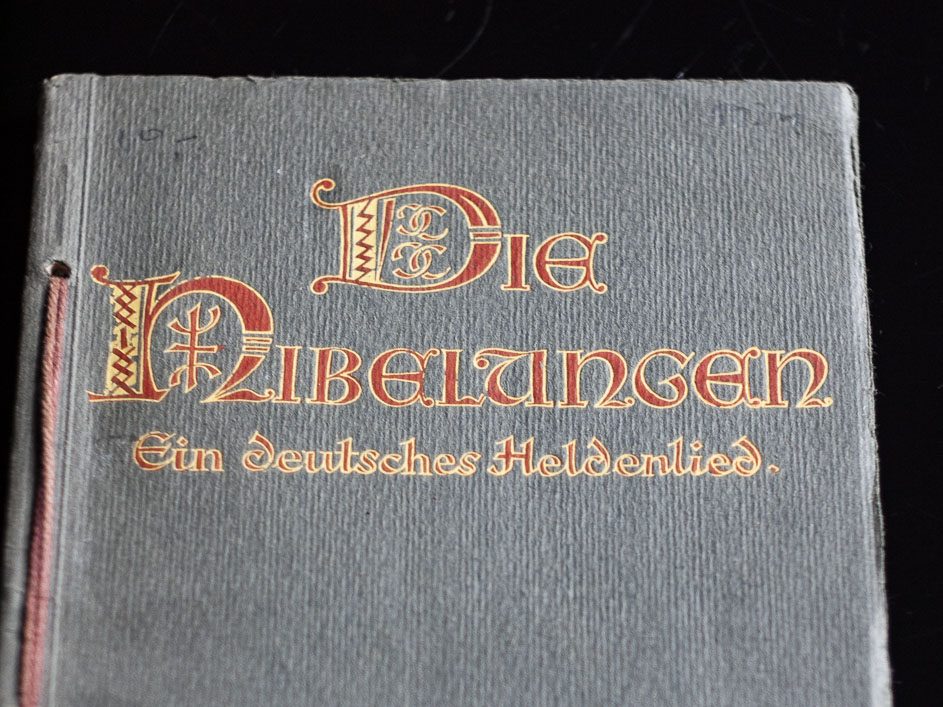 Die
Nibelungen
Ein deutsches Heldenlied.